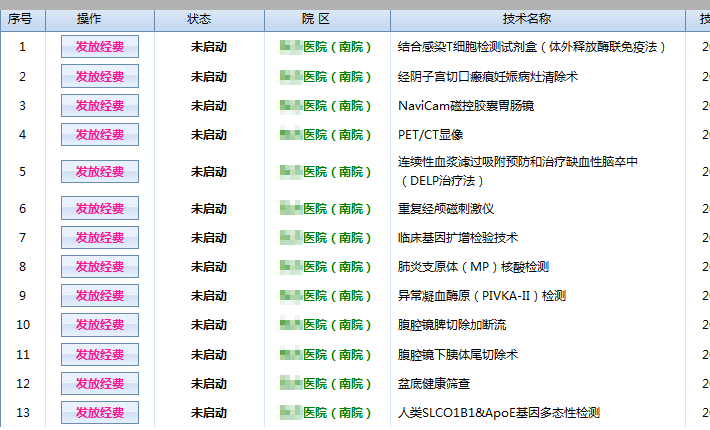 序号 操作 状态 院 区 技术名称 技
1 发放经费 未启动 医院（南院） 结合感染T细胞检测试剂盒（体外释放酶联免疫法） 2
2 发放经费 未启动 医院（南院） 经阴子宫切口瘢痕妊娠病灶清除术 2
3 发放经费 未启动 医院（南院） NaviCam磁控胶囊胃肠镜 2
4 发放经费 未启动 医院（南院） PET/CT显像 2
5 发放经费 未启动 医院（南院） 连续性血浆滤过吸附预防和治疗缺血性脑卒中
（DELP治疗法） 2
6 发放经费 未启动 医院（南院） 重复经颅磁刺激仪 2
7 发放经费 未启动 医院（南院） 临床基因扩增检验技术 2
8 发放经费 未启动 医院（南院） 肺炎支原体（MP）核酸检测 2
9 发放经费 未启动 医院（南院） 异常凝血酶原（PIVKA-II）检测 2
10 发放经费 未启动 医院（南院） 腹腔镜脾切除加断流 2
11 发放经费 未启动 医院（南院） 腹腔镜下胰体尾切除术 2
12 发放经费 未启动 医院（南院） 盆底健康筛查 2
13 发放经费 未启动 医院（南院） 人类SLCO1B1&ApoE基因多态性检测 2